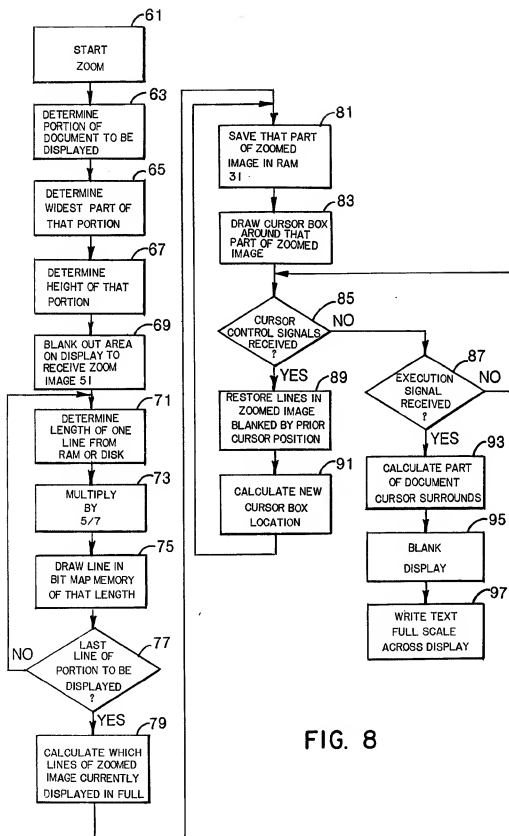 61
START
ZOOM
63
DETERMINE
PORTION OF
DOCUMENT TO BE
DISPLAYED
65
DETERMINE
WIDEST PART OF
THAT PORTION
67
DETERMINE
HEIGHT OF THAT
PORTION
69
BLANK OUT AREA
ON DISPLAY TO
RECEIVE ZOOM
IMAGE 51
71
DETERMINE
LENGTH OF ONE
LINE FROM
RAM OR DISK
73
MULTIPLY
BY
5/7
75
DRAW LINE IN
BIT MAP MEMORY
OF THAT LENGTH
77
NO
LAST
LINE OF
PORTION TO BE
DISPLAYED
?
YES
79
CALCULATE WHICH
LINES OF ZOOMED
IMAGE CURRENTLY
DISPLAYED IN FULL
81
SAVE THAT PART
OF ZOOMED
IMAGE IN RAM
31
83
DRAW CURSOR BOX
AROUND THAT
PART OF ZOOMED
IMAGE
85
CURSOR
CONTROL SIGNALS
RECEIVED
?
NO
YES
87
EXECUTION
SIGNAL
RECEIVED
?
NO
YES
89
RESTORE LINES IN
ZOOMED IMAGE
BLANKED BY PRIOR
CURSOR POSITION
91
CALCULATE NEW
CURSOR BOX
LOCATION
93
CALCULATE PART
OF DOCUMENT
CURSOR SURROUNDS
95
BLANK
DISPLAY
97
WRITE TEXT
FULL SCALE
ACROSS DISPLAY
FIG. 8